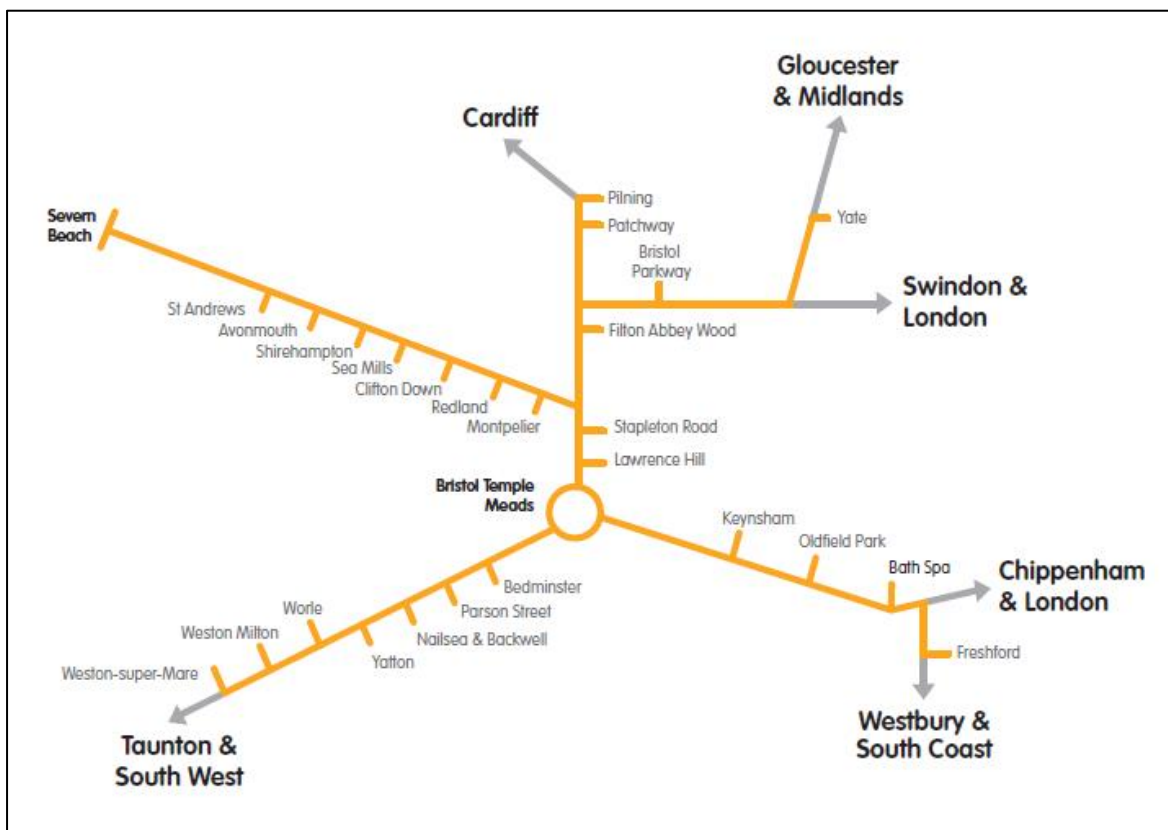 Gloucester
& Midlands
Cardiff
Severn
Beach
Pilning
Patchway
Yate
Bristol
Parkway
Swindon &
London
St Andrews
Avonmouth
Shirehampton
Sea Mills
Clifton Down
Redland
Montpelier
Filton Abbey Wood
Stapleton Road
Lawrence Hill
Bristol Temple
Meads
Keynsham
Oldfield Park
Bath Spa
Chippenham
& London
Freshford
Westbury &
South Coast
Bedminster
Parson Street
Nailsea & Backwell
Yatton
Worle
Weston Milton
Weston-super-Mare
Taunton &
South West